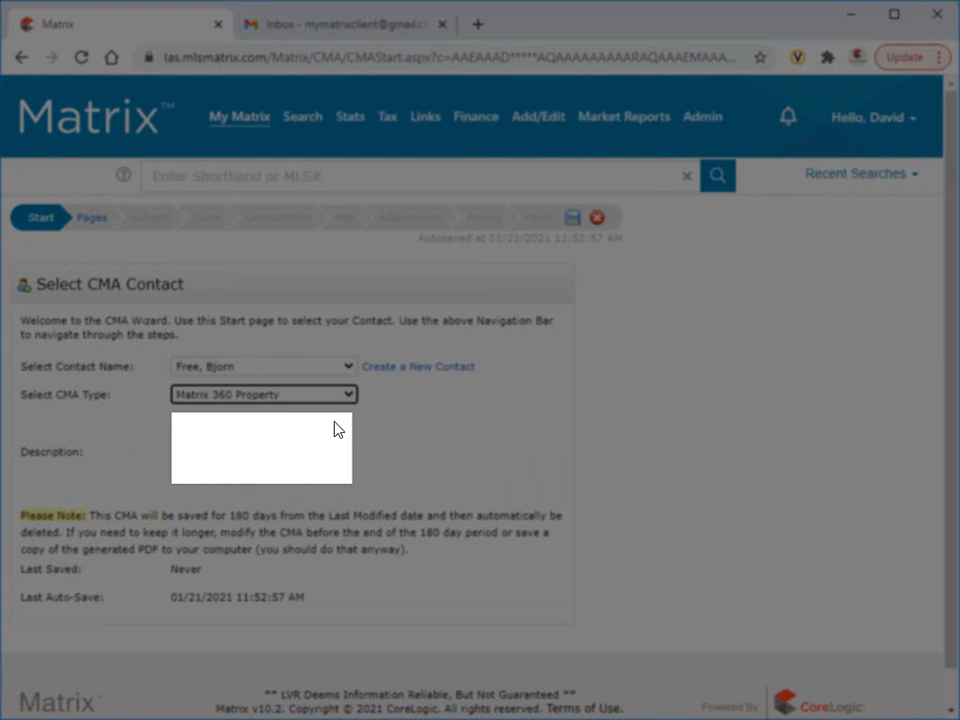 Matrix
Inbox - mymatrixclient@gmail.c
las.mlsmatrix.com/Matrix/CMA/CMAStart.aspx?c=AAEAAAD*****AQAAAAAAAAARAQAAAEMAAA...
Update
Matrix™
My Matrix Search Stats Tax Links Finance Add/Edit Market Reports Admin
Hello, David
Enter Shorthand or MLS#
Recent Searches
Start Pages
Autosaved at 01/21/2021 11:52:57 AM
Select CMA Contact
Welcome to the CMA Wizard. Use this Start page to select your Contact. Use the above Navigation Bar
to navigate through the steps.
Select Contact Name: Free, Bjorn Create a New Contact
Select CMA Type: Matrix 360 Property
Description:
Please Note: This CMA will be saved for 180 days from the Last Modified date and then automatically be
deleted. If you need to keep it longer, modify the CMA before the end of the 180 day period or save a
copy of the generated PDF to your computer (you should do that anyway).
Last Saved: Never
Last Auto-Save: 01/21/2021 11:52:57 AM
Matrix
** LVR Deems Information Reliable, But Not Guaranteed **
Matrix v10.2. Copyright © 2021 CoreLogic. All rights reserved. Terms of Use.
Powered By CoreLogic